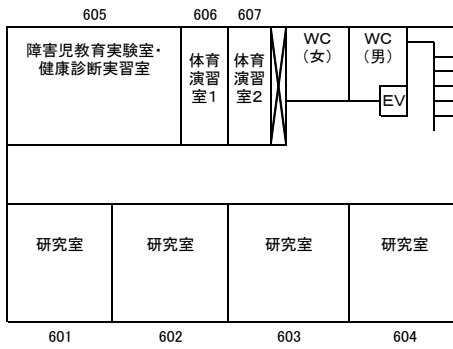 605
606
607
障害児教育実験室・
健康診断実習室
体育
演習
室1
体育
演習
室2
WC
(女)
WC
(男)
EV
研究室
研究室
研究室
研究室
601
602
603
604